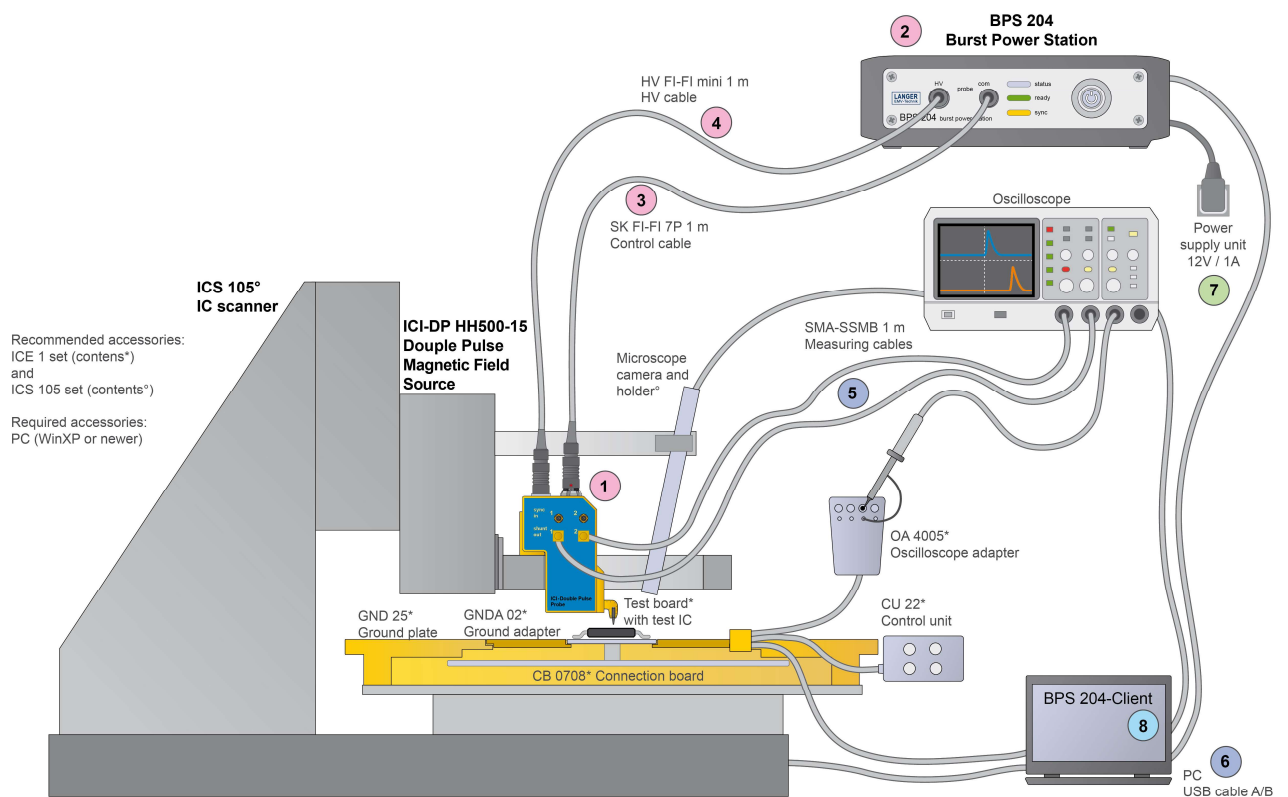 BPS 204
Burst Power Station
2
HV
probe
com
status
ready
sync
LANGER
EMV-Technik
BPS 204 burst power station
HV FI-FI mini 1 m
HV cable
4
3
SK FI-FI 7P 1 m
Control cable
Oscilloscope
Power
supply unit
12V / 1A
7
ICS 105°
IC scanner
ICI-DP HH500-15
Douple Pulse
Magnetic Field
Source
Recommended accessories:
ICE 1 set (contens*)
and
ICS 105 set (contents°)
Required accessories:
PC (WinXP or newer)
Microscope
camera and
holder°
SMA-SSMB 1 m
Measuring cables
5
1
sync
in
1
2
shunt
out
1
2
ICI-Double Pulse
Probe
OA 4005*
Oscilloscope adapter
Test board*
with test IC
GND 25*
Ground plate
GNDA 02*
Ground adapter
CU 22*
Control unit
CB 0708* Connection board
BPS 204-Client
8
6
PC
USB cable A/B